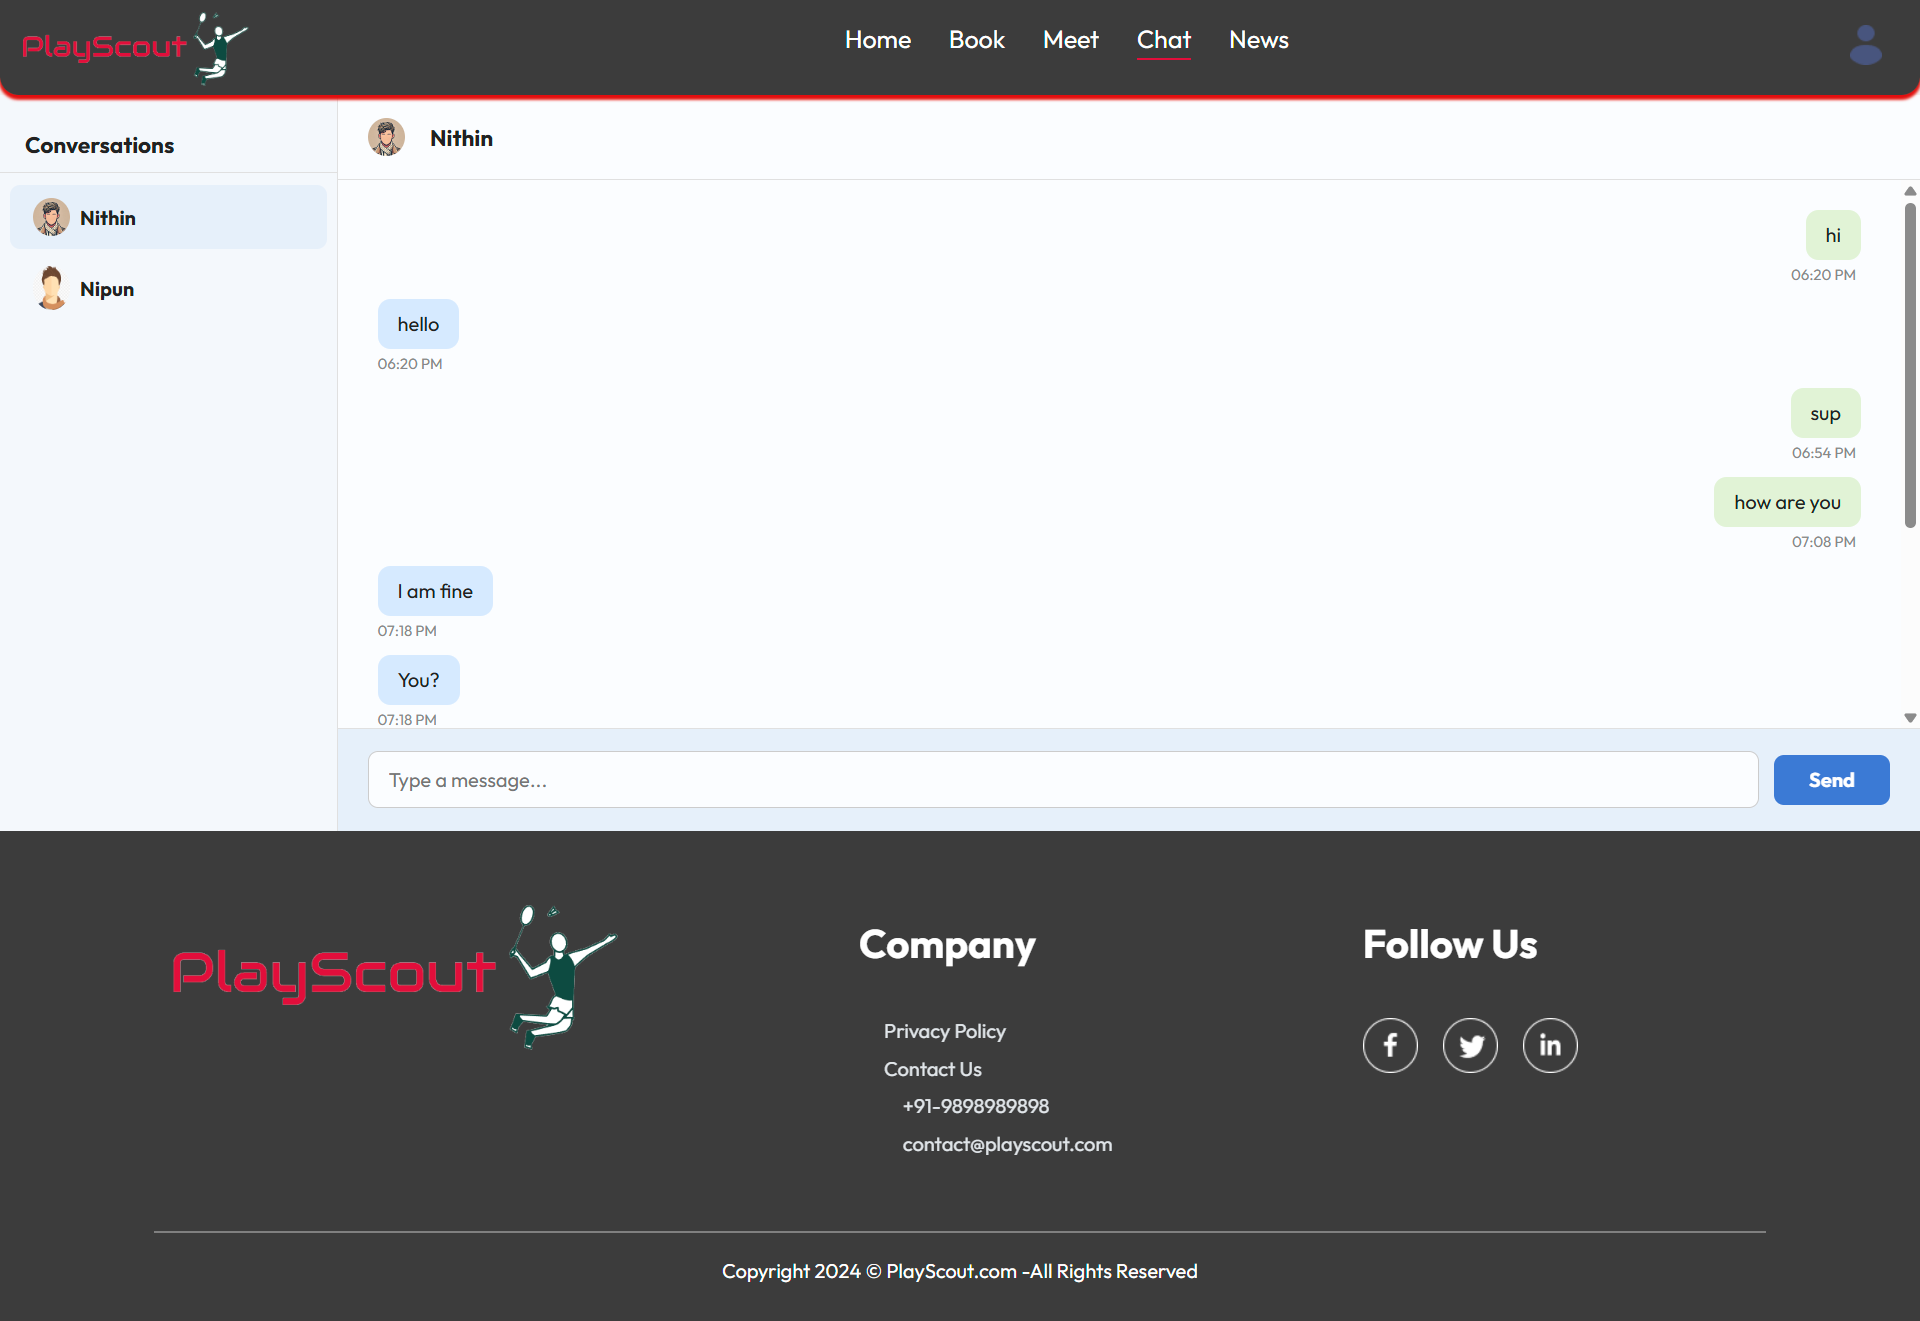 PlayScout
Home Book Meet Chat News
Conversations
Nithin
Nipun
Nithin
hi
06:20 PM
hello
06:20 PM
sup
06:54 PM
how are you
07:08 PM
I am fine
07:18 PM
You?
07:18 PM
Type a message...
Send
PlayScout
Company
Privacy Policy
Contact Us
+91-9898989898
contact@playscout.com
Follow Us
f
in
Copyright 2024 © PlayScout.com -All Rights Reserved